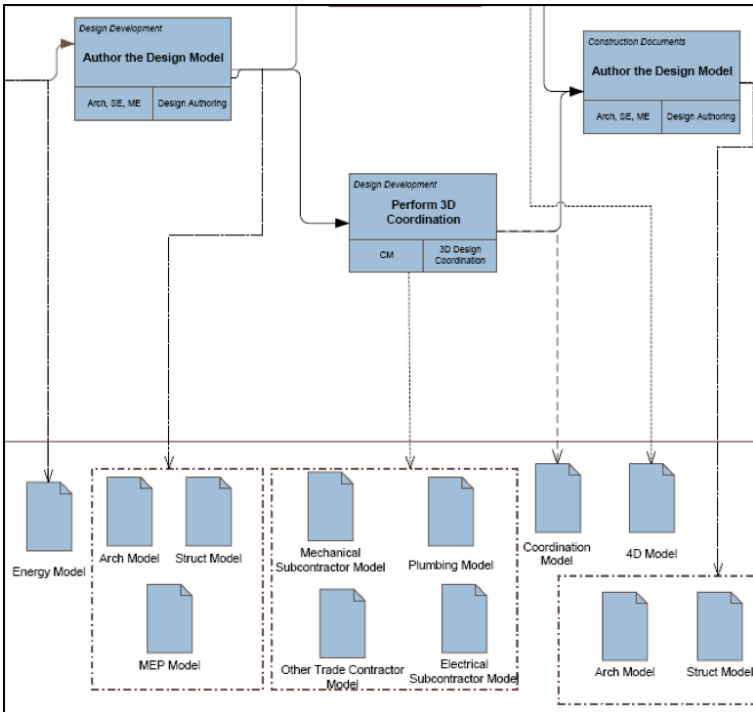 Design Development
Author the Design Model
Arch, SE, ME
Design Authoring
Construction Documents
Author the Design Model
Arch, SE, ME
Design Authoring
Design Development
Perform 3D
Coordination
CM
3D Design
Coordination
Energy Model
Arch Model
Struct Model
MEP Model
Mechanical
Subcontractor Model
Plumbing Model
Other Trade Contractor
Model
Electrical
Subcontractor Model
Coordination
Model
4D Model
Arch Model
Struct Model